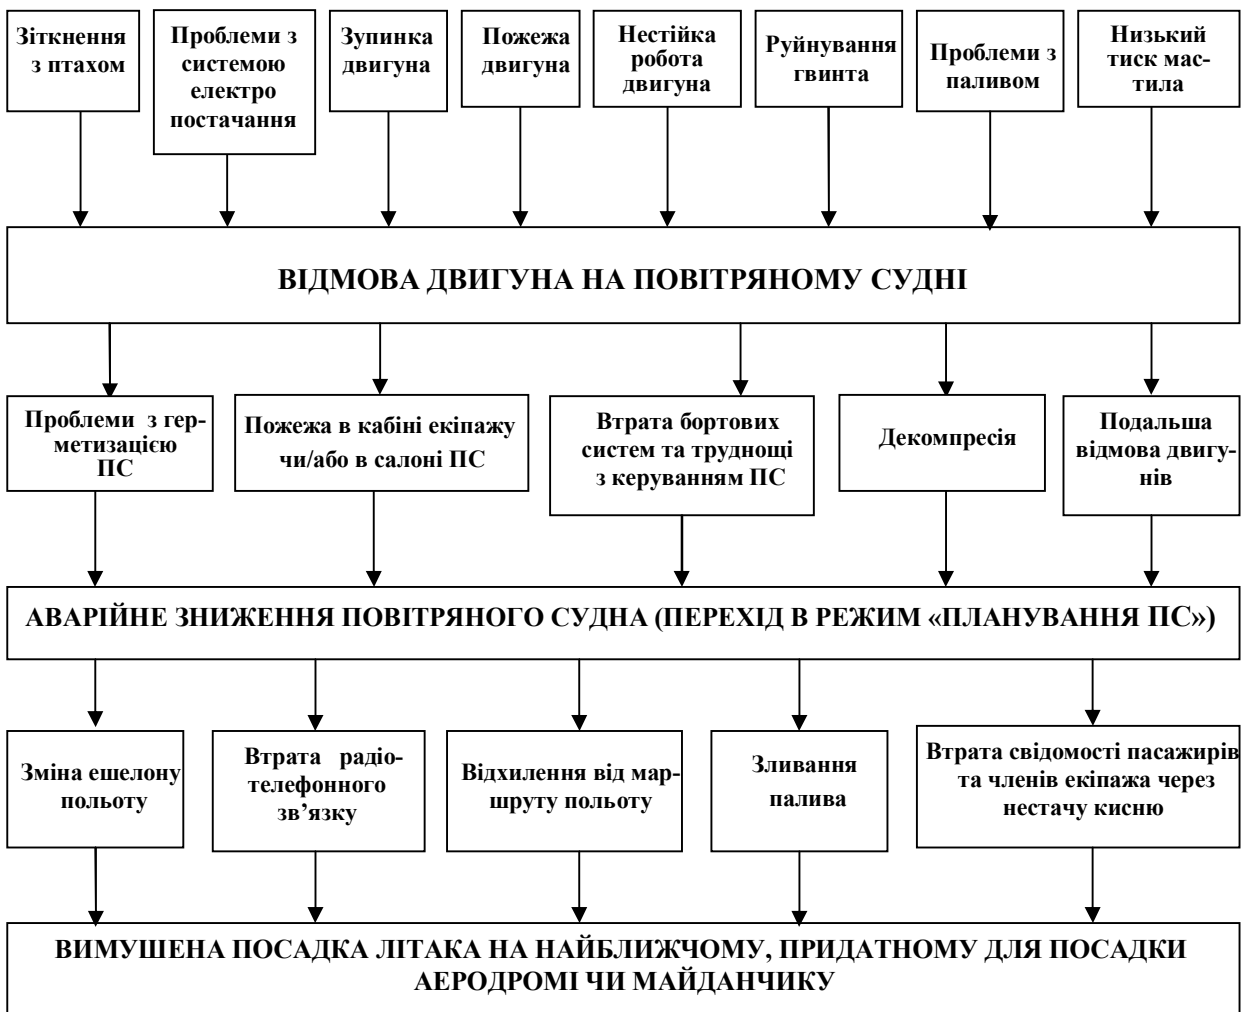 Зіткнення
з птахом
Проблеми з
системою
електро
постачання
Зупинка
двигуна
Пожежа
двигуна
Нестійка
робота
двигуна
Руйнування
гвинта
Проблеми з
паливом
Низький
тиск мас-
тила
ВІДМОВА ДВИГУНА НА ПОВІТРЯНОМУ СУДНІ
Проблеми з гер-
метизацією
ПС
Пожежа в кабіні екіпажу
чи/або в салоні ПС
Втрата бортових
систем та труднощі
з керуванням ПС
Декомпресія
Подальша
відмова двигу-
нів
АВАРІЙНЕ ЗНИЖЕННЯ ПОВІТРЯНОГО СУДНА (ПЕРЕХІД В РЕЖИМ «ПЛАНУВАННЯ ПС»)
Зміна ешелону
польоту
Втрата радіо-
телефонного
зв’язку
Відхилення від мар-
шруту польоту
Зливання
палива
Втрата свідомості пасажирів
та членів екіпажа через
нестачу кисню
ВИМУШЕНА ПОСАДКА ЛІТАКА НА НАЙБЛИЖЧОМУ, ПРИДАТНОМУ ДЛЯ ПОСАДКИ
АЕРОДРОМІ ЧИ МАЙДАНЧИКУ